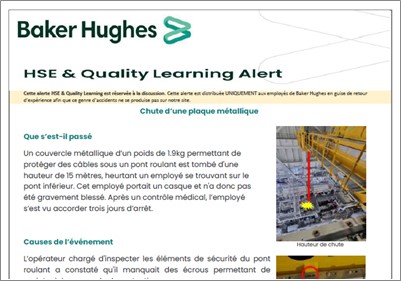 Baker Hughes
HSE & Quality Learning Alert
Cette alerte HSE & Quality Learning est réservée à la discussion. Cette alerte est distribuée UNIQUEMENT aux employés de Baker Hughes en guise de retour
d'expérience afin que ce genre d'accidents ne se produise pas sur notre site.
Chute d'une plaque métallique
Que s'est-il passé
Un couvercle métallique d'un poids de 1.9kg permettant de
protéger des câbles sous un pont roulant est tombé d'une
hauteur de 15 mètres, heurtant un employé se trouvant sur le
pont inférieur. Cet employé portait un casque et n'a donc pas
été gravement blessé. Après un contrôle médical, l'employé
s'est vu accorder trois jours d'arrêt.
Hauteur de chute
Causes de l'événement
L'opérateur chargé d'inspecter les éléments de sécurité du pont
roulant a constaté qu'il manquait des écrous permettant de